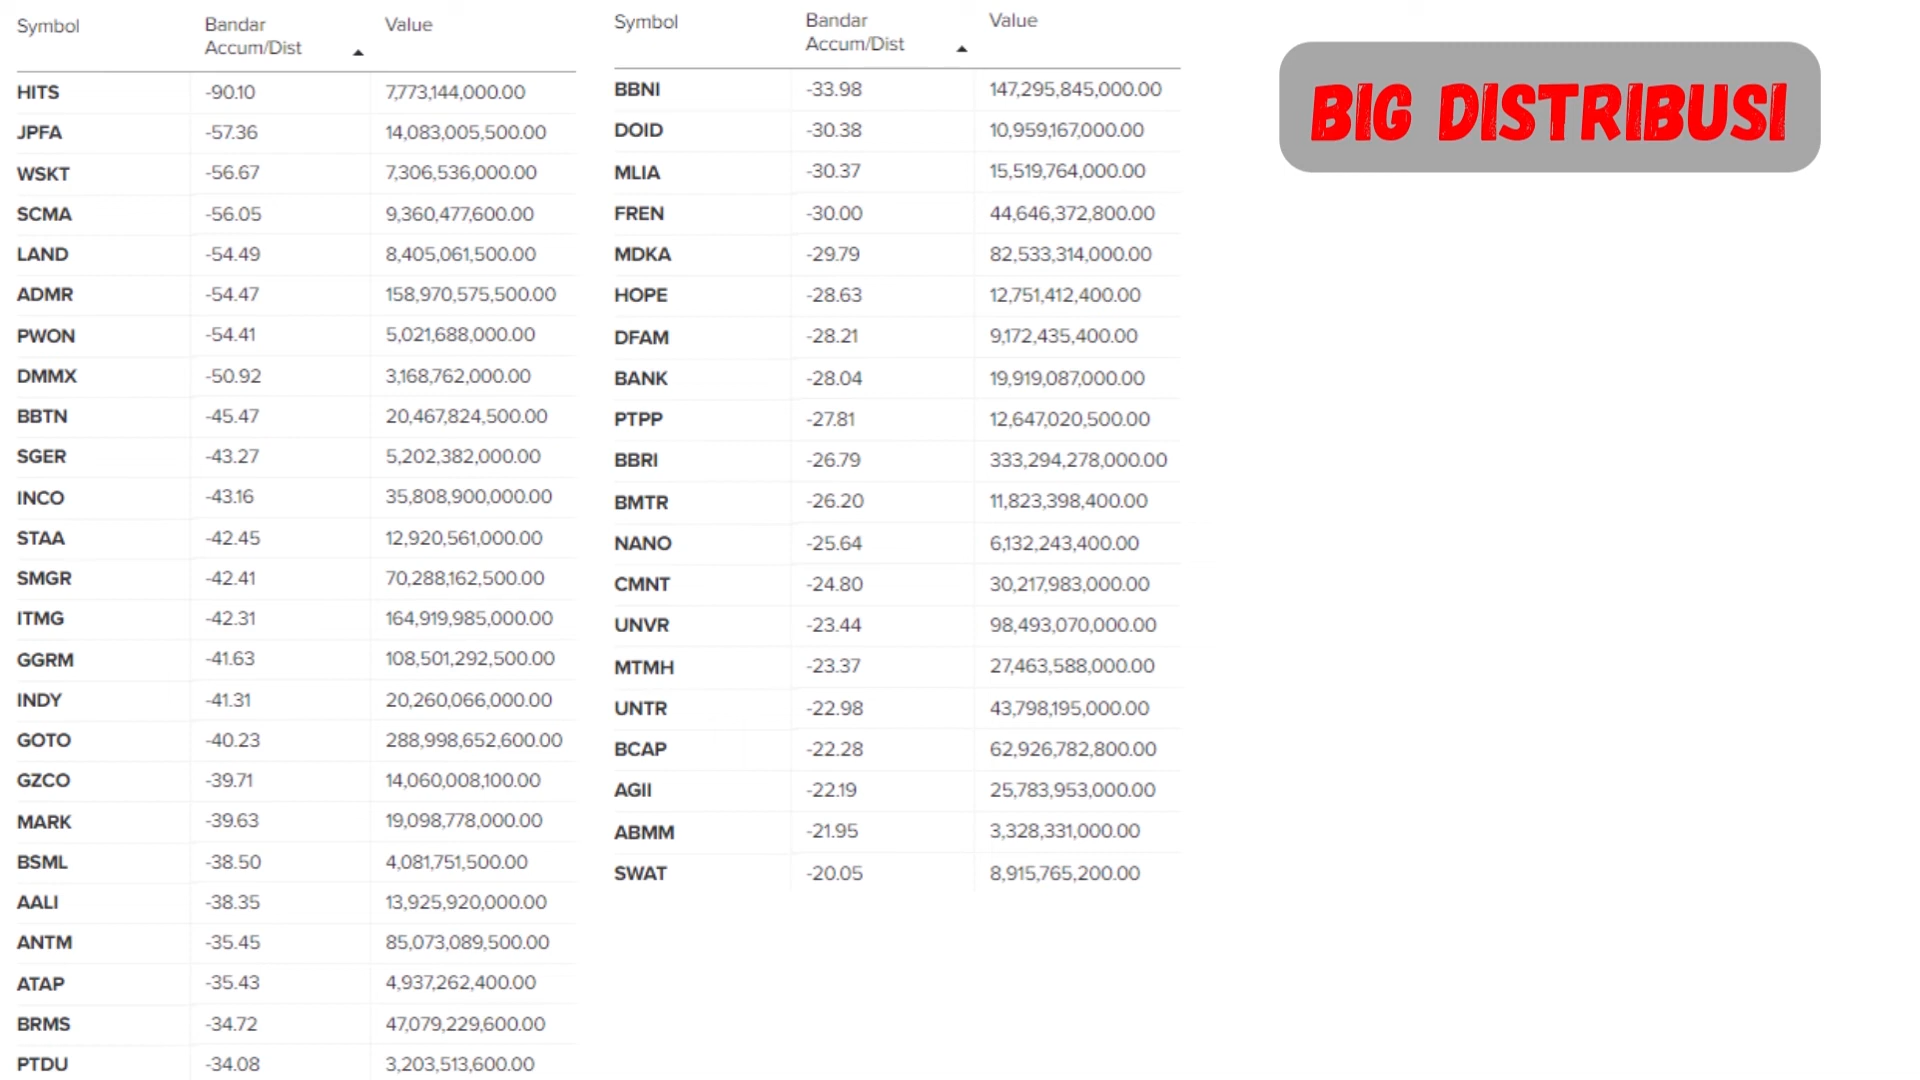 Symbol Bandar Accum/Dist Value
HITS -90.10 7,773,144,000.00
JPFA -57.36 14,083,005,500.00
WSKT -56.67 7,306,536,000.00
SCMA -56.05 9,360,477,600.00
LAND -54.49 8,405,061,500.00
ADMR -54.47 158,970,575,500.00
PWON -54.41 5,021,688,000.00
DMMX -50.92 3,168,762,000.00
BBTN -45.47 20,467,824,500.00
SGER -43.27 5,202,382,000.00
INCO -43.16 35,808,900,000.00
STAA -42.45 12,920,561,000.00
SMGR -42.41 70,288,162,500.00
ITMG -42.31 164,919,985,000.00
GGRM -41.63 108,501,292,500.00
INDY -41.31 20,260,066,000.00
GOTO -40.23 288,998,652,600.00
GZCO -39.71 14,060,008,100.00
MARK -39.63 19,098,778,000.00
BSML -38.50 4,081,751,500.00
AALI -38.35 13,925,920,000.00
ANTM -35.45 85,073,089,500.00
ATAP -35.43 4,937,262,400.00
BRMS -34.72 47,079,229,600.00
PTDU -34.08 3,203,513,600.00
Symbol Bandar Accum/Dist Value
BBNI -33.98 147,295,845,000.00
DOID -30.38 10,959,167,000.00
MLIA -30.37 15,519,764,000.00
FREN -30.00 44,646,372,800.00
MDKA -29.79 82,533,314,000.00
HOPE -28.63 12,751,412,400.00
DFAM -28.21 9,172,435,400.00
BANK -28.04 19,919,087,000.00
PTPP -27.81 12,647,020,500.00
BBRI -26.79 333,294,278,000.00
BMTR -26.20 11,823,398,400.00
NANO -25.64 6,132,243,400.00
CMNT -24.80 30,217,983,000.00
UNVR -23.44 98,493,070,000.00
MTMH -23.37 27,463,588,000.00
UNTR -22.98 43,798,195,000.00
BCAP -22.28 62,926,782,800.00
AGII -22.19 25,783,953,000.00
ABMM -21.95 3,328,331,000.00
SWAT -20.05 8,915,765,200.00
BIG DISTRIBUSI